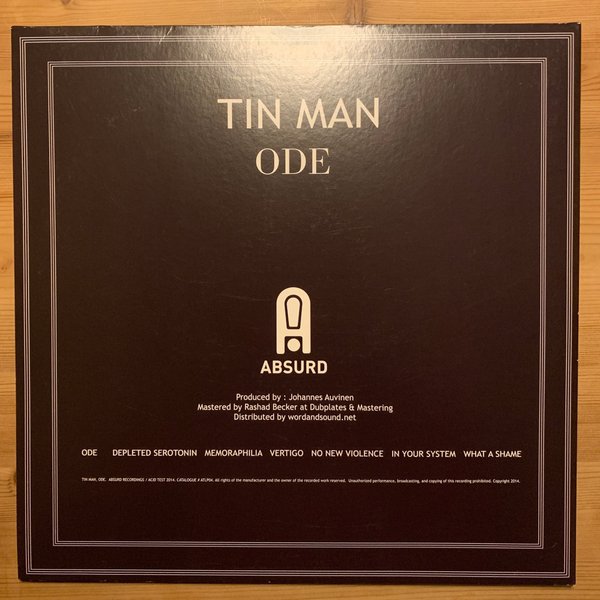 TIN MAN
ODE
ABSURD
Produced by : Johannes Auvinen
Mastered by Rashad Becker at Dubplates & Mastering
Distributed by wordandsound.net
ODE DEPLETED SEROTONIN MEMORAPHILIA VERTIGO NO NEW VIOLENCE IN YOUR SYSTEM WHAT A SHAME
TIN MAN, ODE. ABSURD RECORDINGS / ACID TEST 2014. CATALOGUE # ATLP04. All rights of the manufacturer and the owner of the recorded work reserved. Unauthorized performance, broadcasting, and copying of this recording prohibited. Copyright 2014.